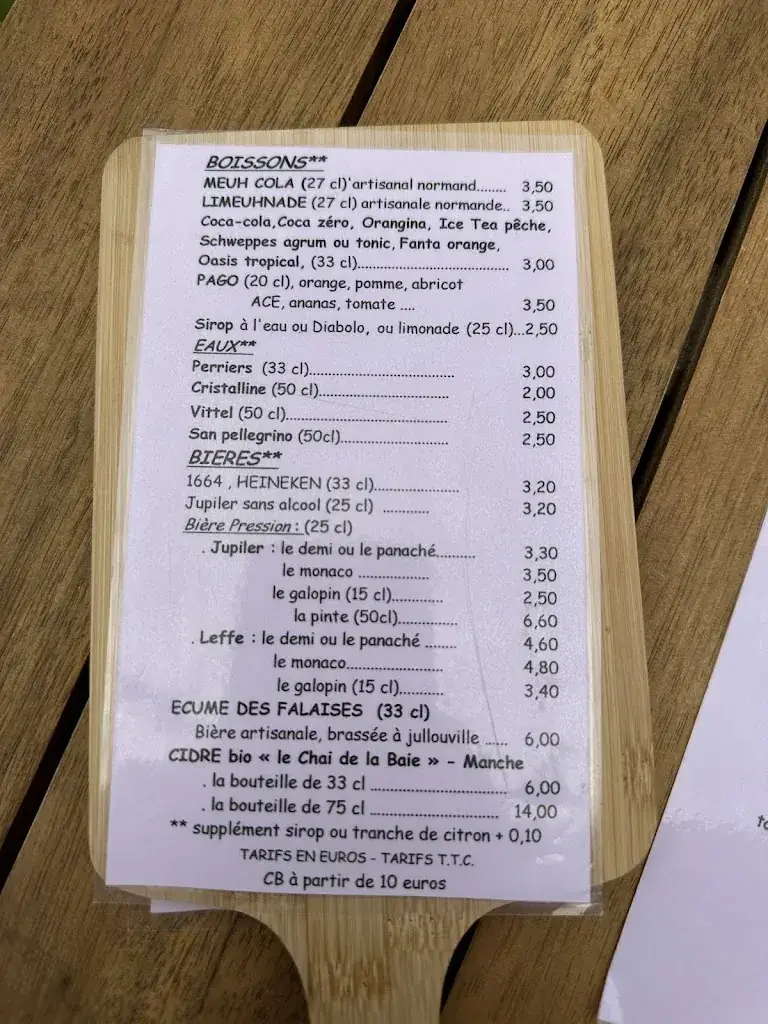 BOISSONS**
MEUH COLA (27 cl)'artisanal normand........ 3,50
LIMEUHNADE (27 cl) artisanale normande.. 3,50
Coca-cola,Coca zéro, Orangina, Ice Tea pêche,
Schweppes agrum ou tonic, Fanta orange,
Oasis tropical, (33 cl)...................................... 3,00
PAGO (20 cl), orange, pomme, abricot
ACE, ananas, tomate .... 3,50
Sirop à l'eau ou Diabolo, ou limonade (25 cl)...2,50
EAUX**
Perriers (33 cl).................................... 3,00
Cristalline (50 cl)................................. 2,00
Vittel (50 cl)......................................... 2,50
San pellegrino (50cl)........................... 2,50
BIERES**
1664 , HEINEKEN (33 cl)..................... 3,20
Jupiler sans alcool (25 cl) ............ 3,20
Bière Pression : (25 cl)
. Jupiler : le demi ou le panaché.......... 3,30
le monaco .................. 3,50
le galopin (15 cl)............. 2,50
la pinte (50cl)............... 6,60
. Leffe : le demi ou le panaché ........ 4,60
le monaco........................ 4,80
le galopin (15 cl)........... 3,40
ECUME DES FALAISES (33 cl)
Bière artisanale, brassée à jullouville ...... 6,00
CIDRE bio « le Chai de la Baie » - Manche
. la bouteille de 33 cl .................................. 6,00
. la bouteille de 75 cl ................................ 14,00
** supplément sirop ou tranche de citron + 0,10
TARIFS EN EUROS - TARIFS T.T.C.
CB à partir de 10 euros